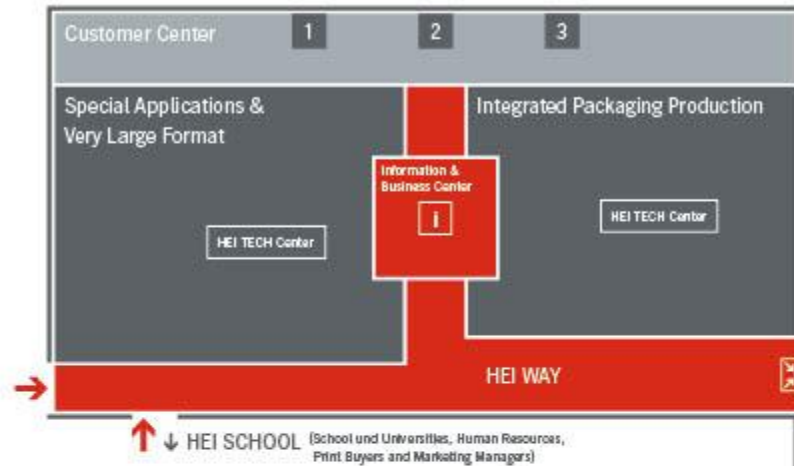 Customer Center
1
2
3
Special Applications &
Very Large Format
Integrated Packaging Production
Information &
Business Center
i
HEI TECH Center
HEI TECH Center
HEI WAY
HEI SCHOOL (School und Universities, Human Resources,
Print Buyers and Marketing Managers)